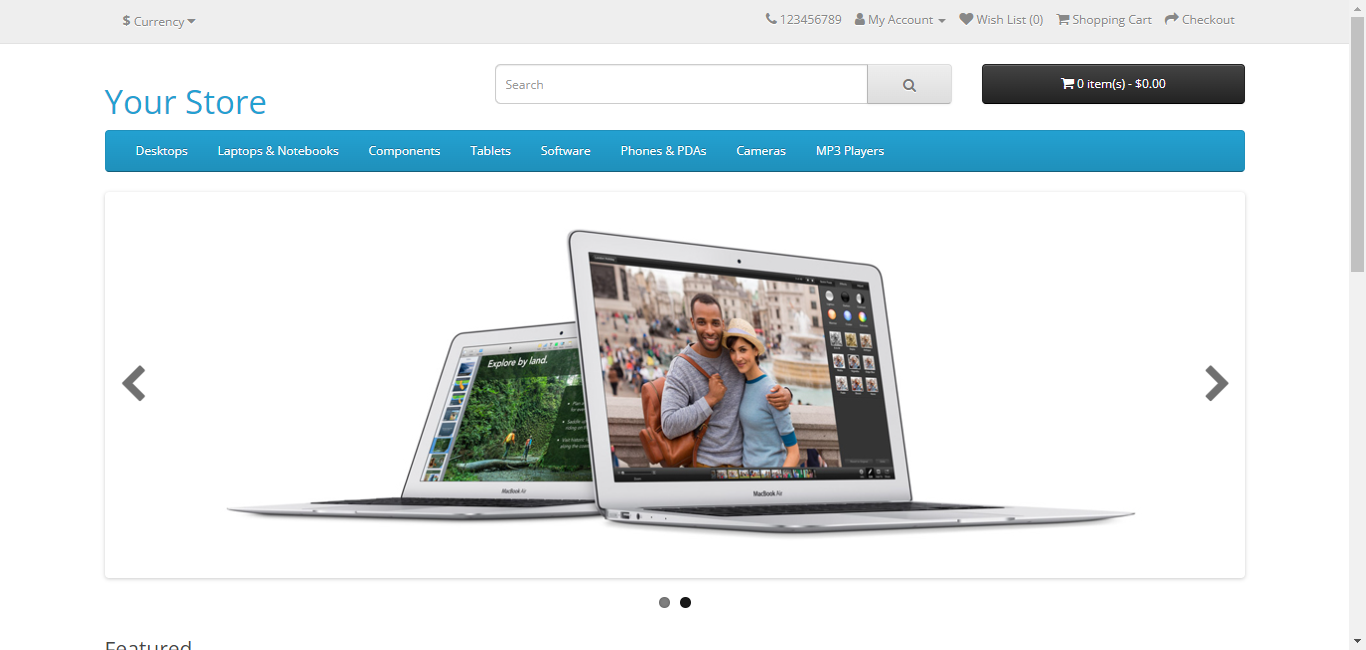 $ Currency
123456789 My Account Wish List (0) Shopping Cart Checkout
Your Store
Search
0 item(s) - $0.00
Desktops Laptops & Notebooks Components Tablets Software Phones & PDAs Cameras MP3 Players
Explore by land.
MacBook Air
MacBook Air
Featured